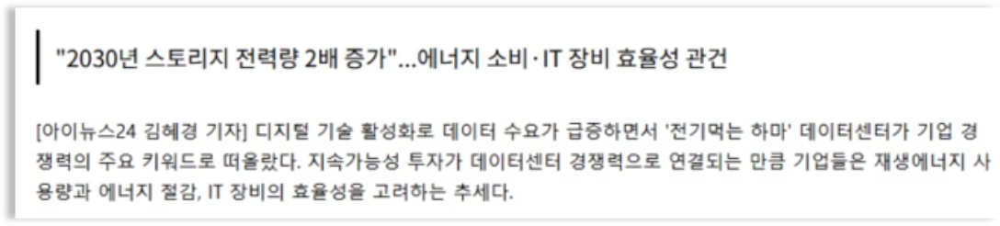 "2030년 스토리지 전력량 2배 증가"...에너지 소비·IT 장비 효율성 관건
[아이뉴스24 김혜경 기자] 디지털 기술 활성화로 데이터 수요가 급증하면서 '전기먹는 하마' 데이터센터가 기업 경
쟁력의 주요 키워드로 떠올랐다. 지속가능성 투자가 데이터센터 경쟁력으로 연결되는 만큼 기업들은 재생에너지 사
용량과 에너지 절감, IT 장비의 효율성을 고려하는 추세다.